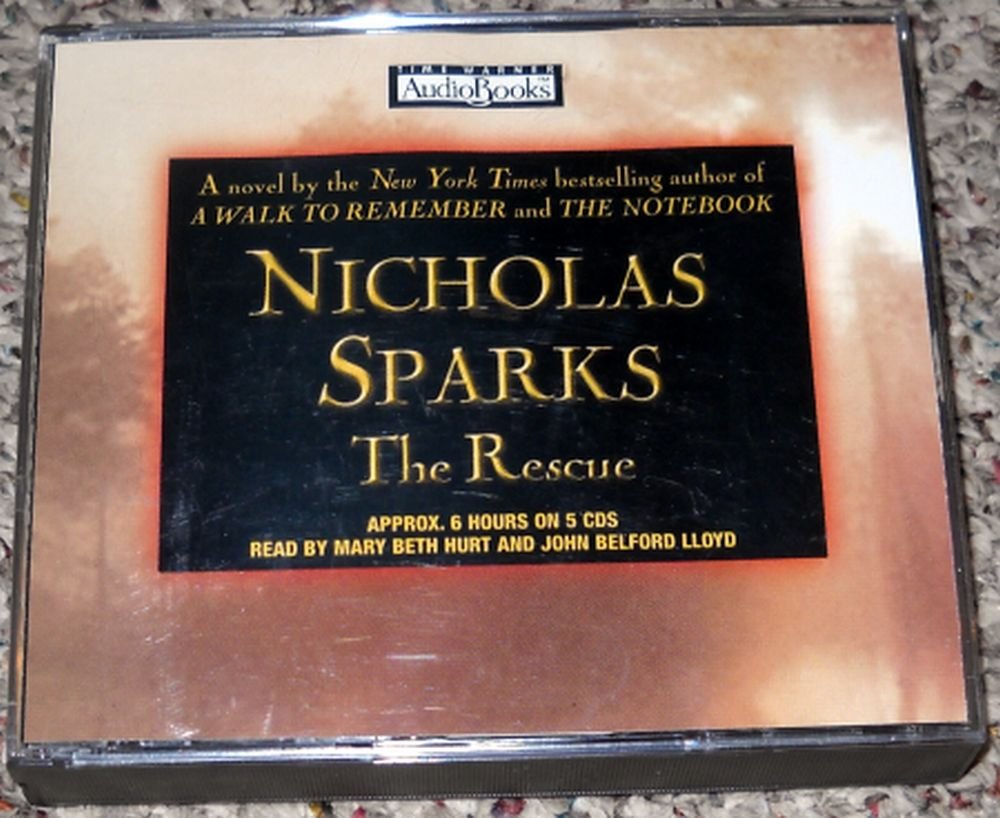 TIME WARNER
AudioBooks™
A novel by the New York Times bestselling author of
A WALK TO REMEMBER and THE NOTEBOOK
NICHOLAS
SPARKS
The Rescue
APPROX. 6 HOURS ON 5 CDS
READ BY MARY BETH HURT AND JOHN BELFORD LLOYD